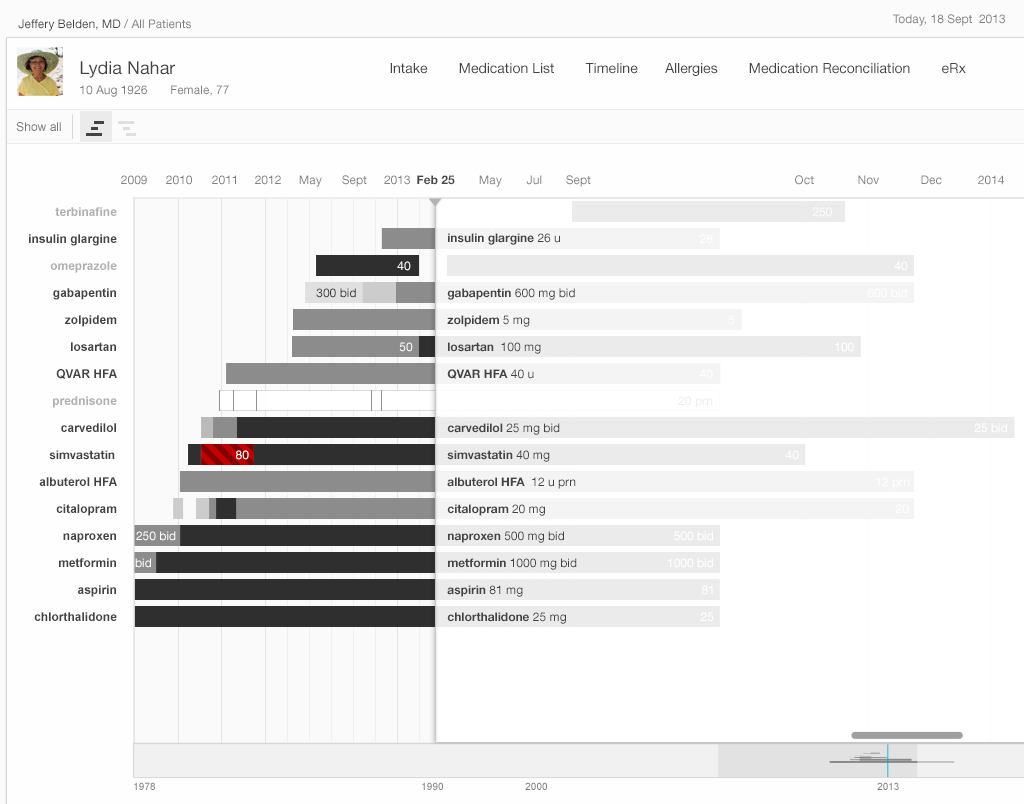 Jeffery Belden, MD / All Patients
Today, 18 Sept 2013
Lydia Nahar
10 Aug 1926 Female, 77
Intake Medication List Timeline Allergies Medication Reconciliation eRx
Show all
2009 2010 2011 2012 May Sept 2013 Feb 25 May Jul Sept Oct Nov Dec 2014
terbinafine 250
insulin glargine insulin glargine 26 u 26
omeprazole 40 40
gabapentin 300 bid gabapentin 600 mg bid 600 bid
zolpidem zolpidem 5 mg 5
losartan 50 losartan 100 mg 100
QVAR HFA QVAR HFA 40 u 40
prednisone 20 pm
carvedilol carvedilol 25 mg bid 25 bid
simvastatin 80 simvastatin 40 mg 40
albuterol HFA albuterol HFA 12 u prn 12 pm
citalopram citalopram 20 mg 20
naproxen 250 bid naproxen 500 mg bid 500 bid
metformin bid metformin 1000 mg bid 1000 bid
aspirin aspirin 81 mg 81
chlorthalidone chlorthalidone 25 mg 25
1978 1990 2000 2013